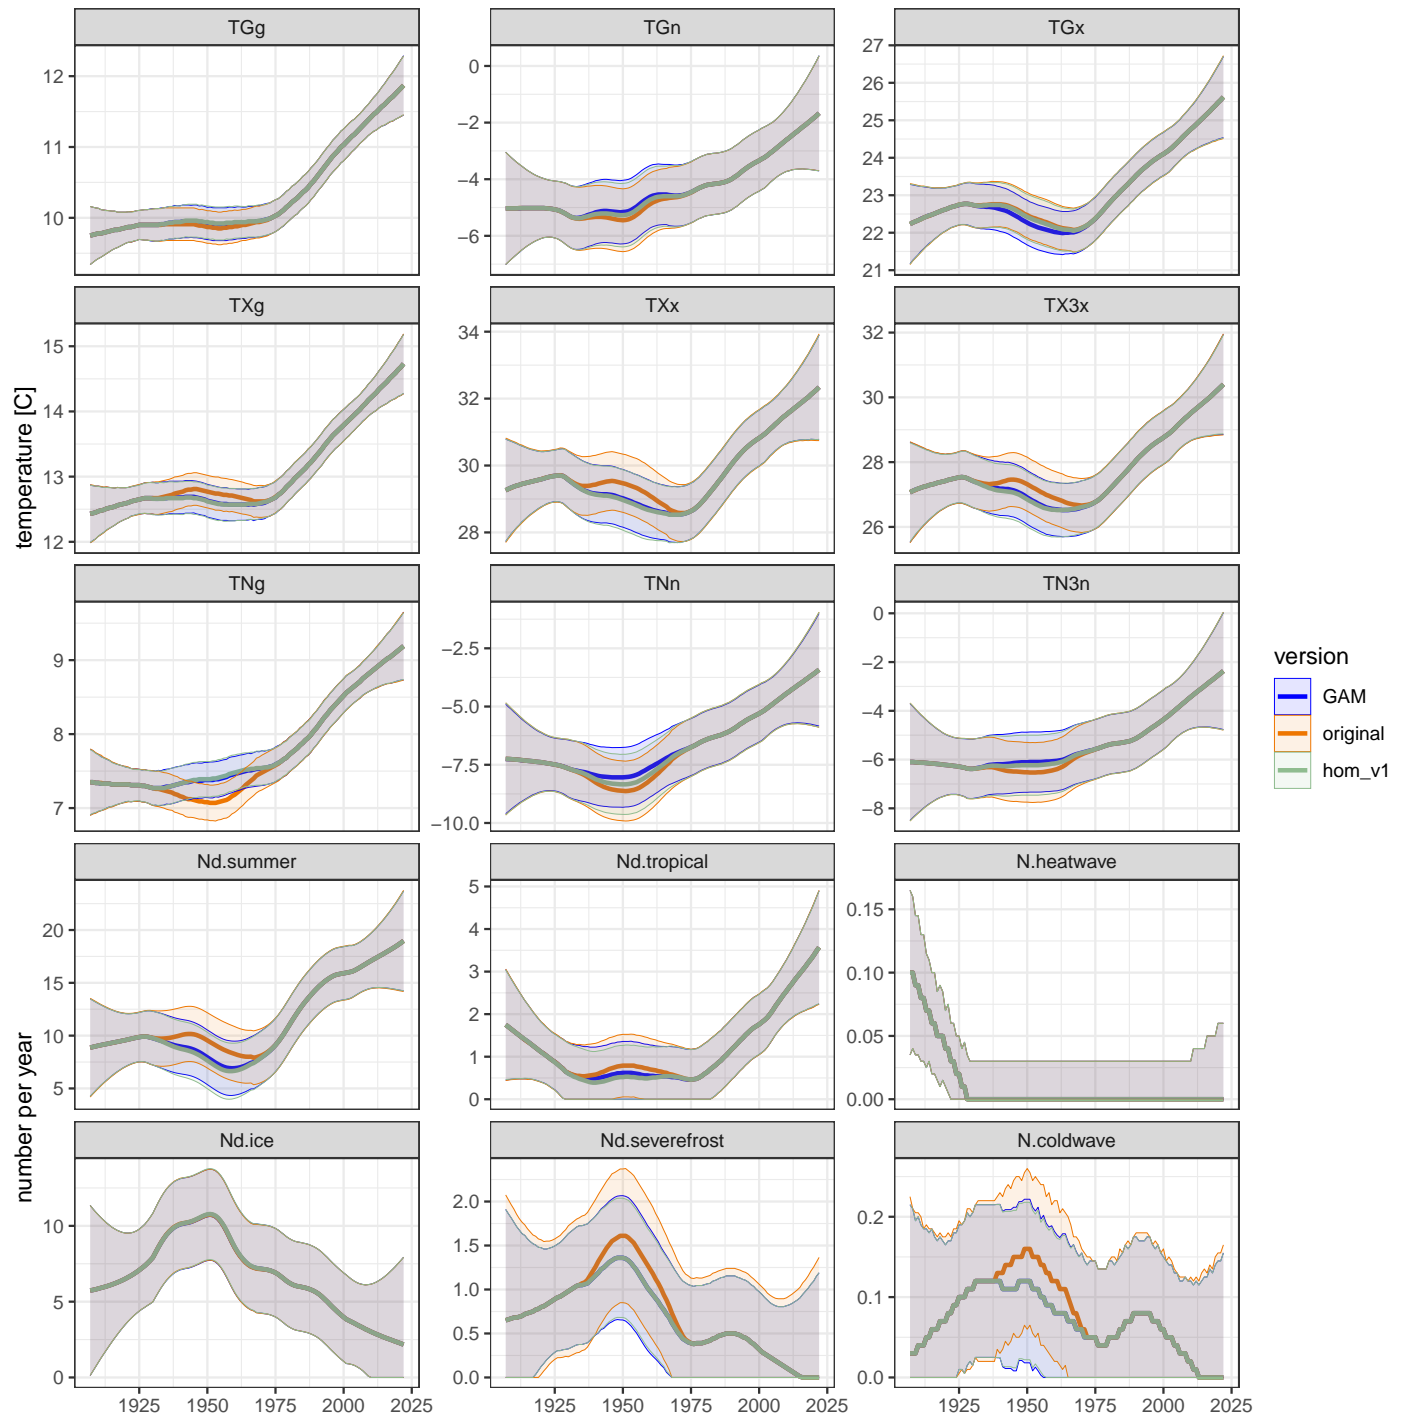 TGg TGn TGx
12 11 10
0 −2 −4 −6
27 26 25 24 23 22 21
TXg TXx TX3x
15 14 13 12
34 32 30 28
32 30 28 26
temperature [C]
TNg TNn TN3n
9 8 7
−2.5 −5.0 −7.5 −10.0
0 −2 −4 −6 −8
version
GAM
original
hom_v1
Nd.summer Nd.tropical N.heatwave
20 15 10 5
5 4 3 2 1 0
0.15 0.10 0.05 0.00
number per year
Nd.ice Nd.severefrost N.coldwave
10 5 0
2.0 1.5 1.0 0.5 0.0
0.2 0.1 0.0
1925 1950 1975 2000 2025 1925 1950 1975 2000 2025 1925 1950 1975 2000 2025